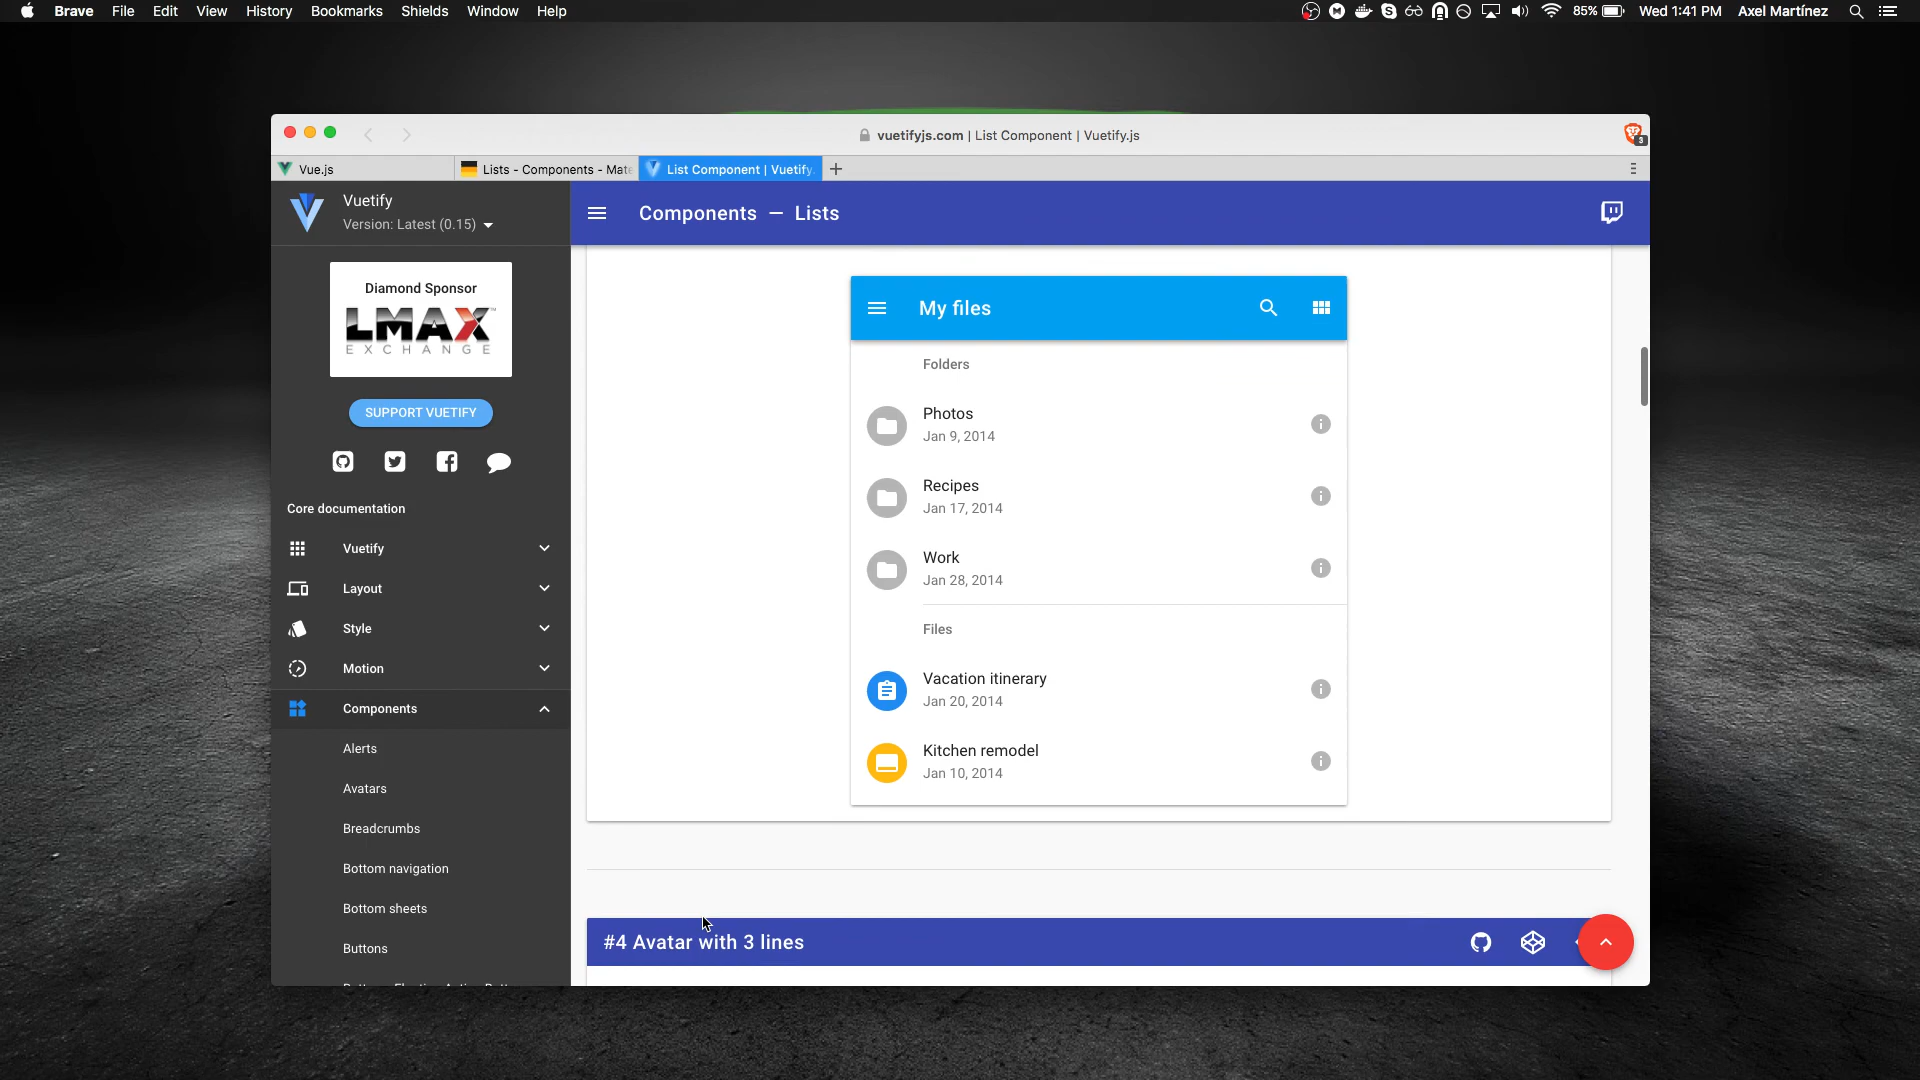 Brave File Edit View History Bookmarks Shields Window Help 85% Wed 1:41 PM Axel Martínez
vuetifyjs.com | List Component | Vuetify.js
3
Vue.js
Lists - Components - Mate
List Component | Vuetify
Vuetify
Version: Latest (0.15)
Components — Lists
Diamond Sponsor
LMAX
EXCHANGE
SUPPORT VUETIFY
Core documentation
Vuetify
Layout
Style
Motion
Components
Alerts
Avatars
Breadcrumbs
Bottom navigation
Bottom sheets
Buttons
My files
Folders
Photos
Jan 9, 2014
Recipes
Jan 17, 2014
Work
Jan 28, 2014
Files
Vacation itinerary
Jan 20, 2014
Kitchen remodel
Jan 10, 2014
#4 Avatar with 3 lines